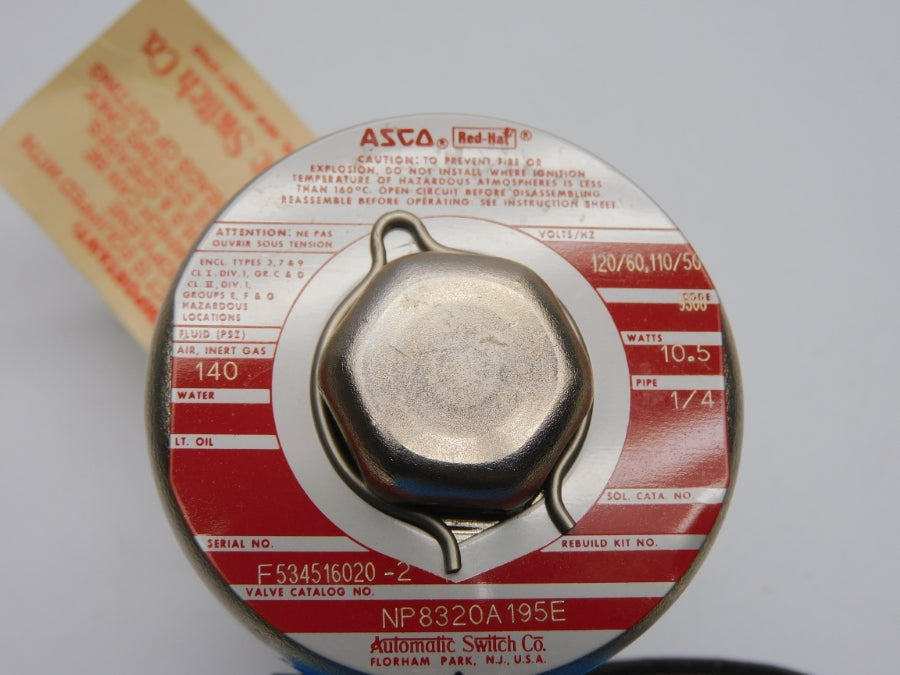 ASCO® Red-Hat®
CAUTION: TO PREVENT FIRE OR
EXPLOSION, DO NOT INSTALL WHERE IGNITION
TEMPERATURE OF HAZARDOUS ATMOSPHERES IS LESS
THAN 160°C. OPEN CIRCUIT BEFORE DISASSEMBLING.
REASSEMBLE BEFORE OPERATING. SEE INSTRUCTION SHEET.
ATTENTION: NE PAS
OUVRIR SOUS TENSION
ENCL. TYPES 3, 7 & 9
CL I, DIV. 1, GR. C & D
CL. II, DIV. 1,
GROUPS E, F & G
HAZARDOUS
LOCATIONS
FLUID (PSI)
AIR, INERT GAS
140
WATER
LT. OIL
VOLTS/HZ
120/60, 110/50
CODE
WATTS
10.5
PIPE
1/4
SOL. CATA. NO.
REBUILD KIT NO.
SERIAL NO.
F534516020-2
VALVE CATALOG NO.
NP8320A195E
Automatic Switch Co.
FLORHAM PARK, N.J., U.S.A.
Switch Co